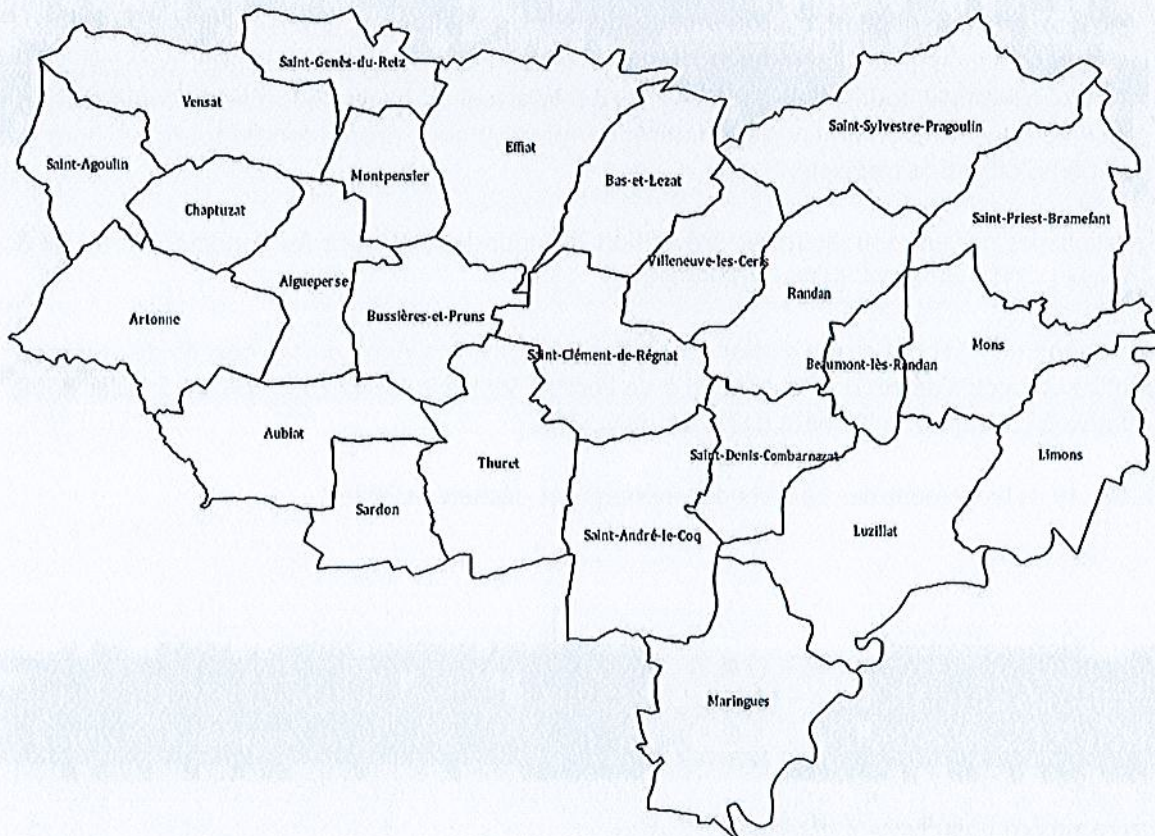 Saint-Genès-du-Retz
Vensat
Saint-Sylvestre-Pragoulin
Effiat
Saint-Agoulin
Montpensier
Bas-et-Lezat
Chaptuzat
Saint-Priest-Bramefant
Villeneuve-les-Cerfs
Aigueperse
Randan
Artonne
Bussières-et-Pruns
Mons
Saint-Clément-de-Régnat
Beaumont-lès-Randan
Aubiat
Saint-Denis-Combarnazat
Limons
Thuret
Sardon
Saint-André-le-Coq
Luzillat
Maringues